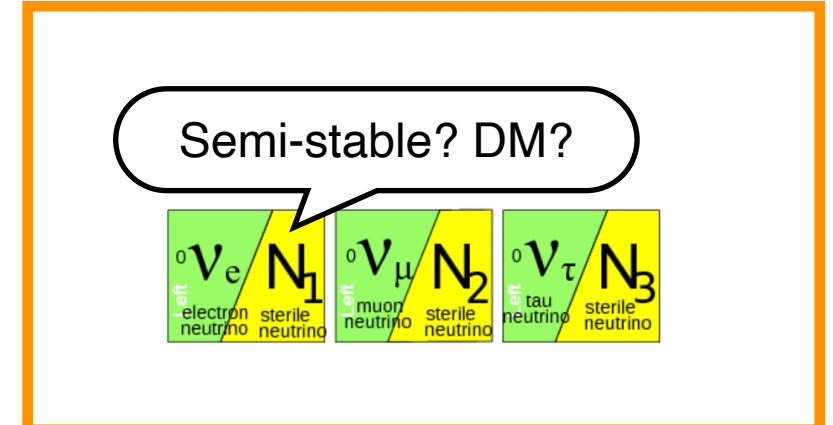 Semi-stable? DM?
0 νe N1
Left
electron neutrino
sterile neutrino
0 νμ N2
Left
muon neutrino
sterile neutrino
0 ντ N3
Left
tau neutrino
sterile neutrino